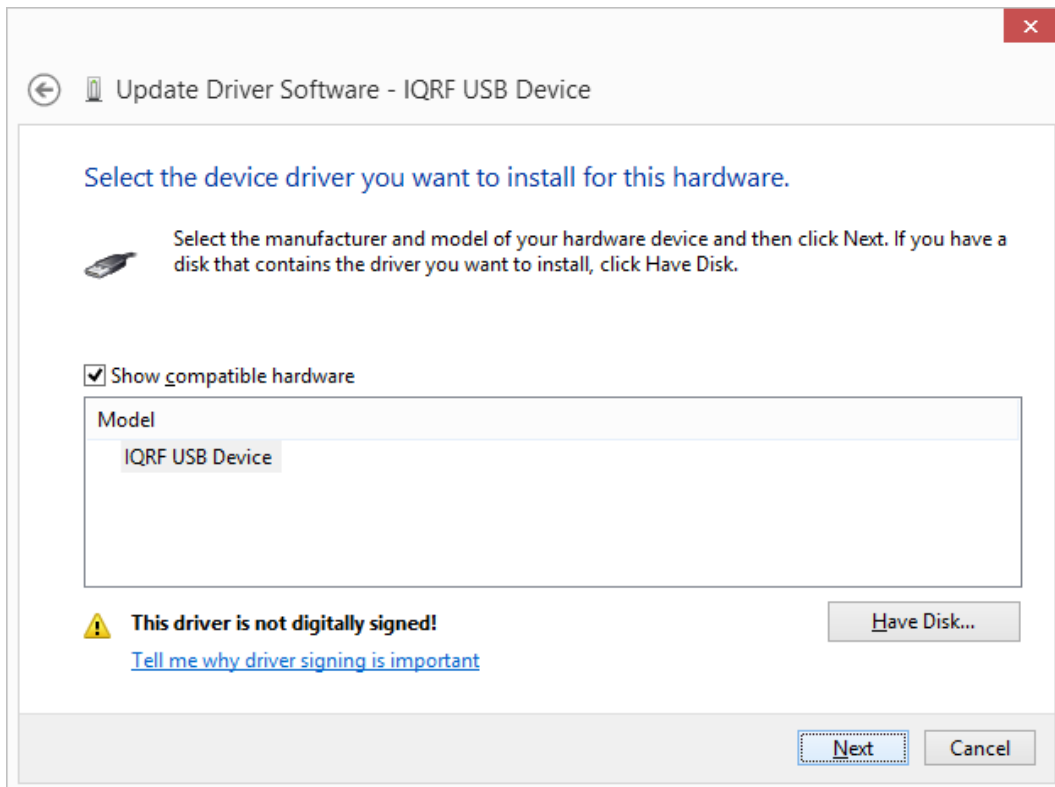 Update Driver Software - IQRF USB Device
Select the device driver you want to install for this hardware.
Select the manufacturer and model of your hardware device and then click Next. If you have a
disk that contains the driver you want to install, click Have Disk.
Show compatible hardware
Model
IQRF USB Device
This driver is not digitally signed!
Have Disk...
Tell me why driver signing is important
Next
Cancel